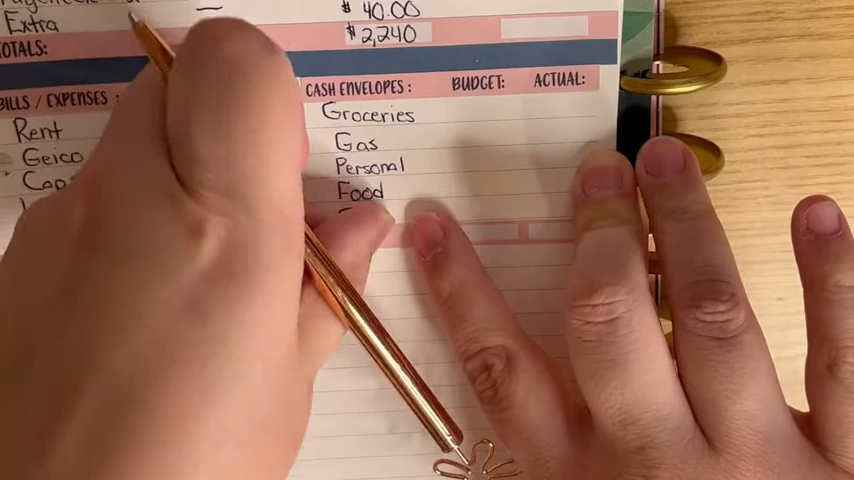 $40.00
Extra
TOTALS: $2,240
BILLS / EXPENSES
CASH ENVELOPES: BUDGET: ACTUAL:
Rent Groceries
Geico Gas
Personal
Food